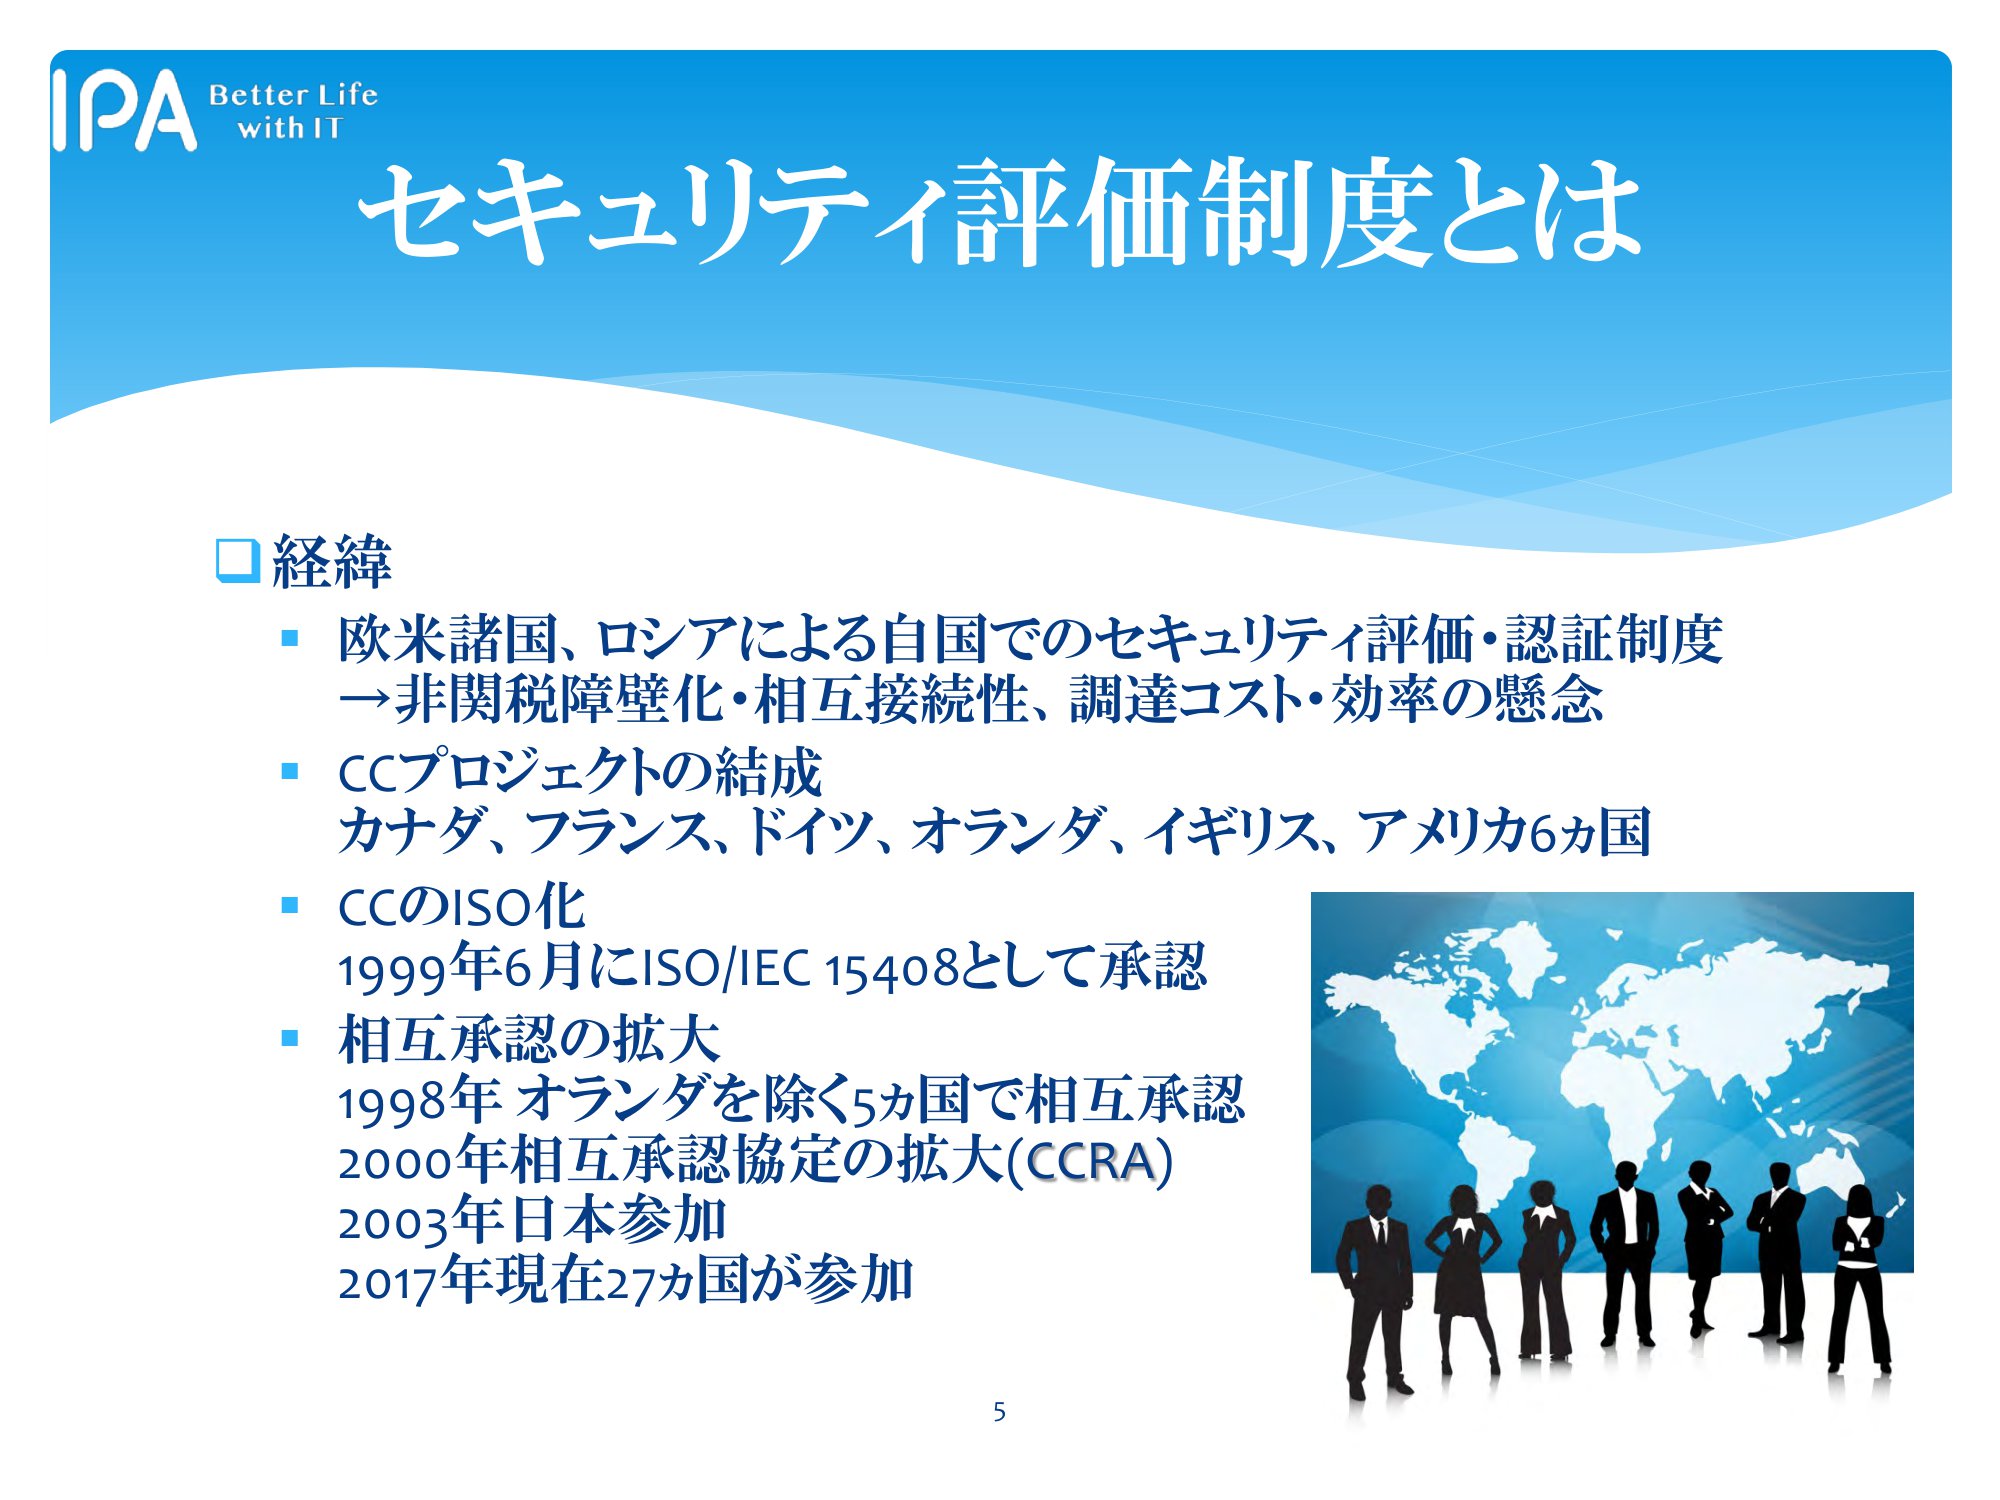 IPA Better Life
with IT
セキュリティ評価制度とは
❑経緯
▪ 欧米諸国、ロシアによる自国でのセキュリティ評価・認証制度
→非関税障壁化・相互接続性、調達コスト・効率の懸念
▪ CCプロジェクトの結成
カナダ、フランス、ドイツ、オランダ、イギリス、アメリカ6ヵ国
▪ CCのISO化
1999年6月にISO/IEC 15408として承認
▪ 相互承認の拡大
1998年 オランダを除く5ヵ国で相互承認
2000年相互承認協定の拡大(CCRA)
2003年日本参加
2017年現在27ヵ国が参加
5